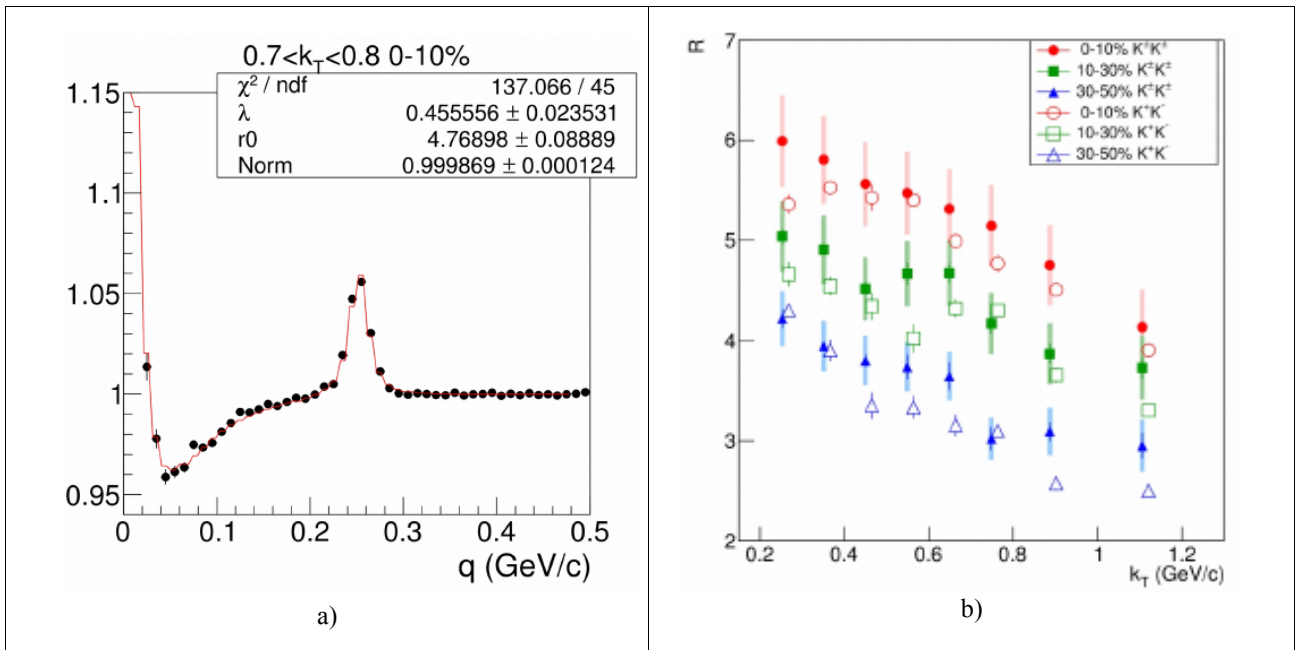 0.7<k_T<0.8 0-10%
χ² / ndf 137.066 / 45
λ 0.455556 ± 0.023531
r0 4.76898 ± 0.08889
Norm 0.999869 ± 0.000124
1.15
1.1
1.05
1
0.95
0 0.1 0.2 0.3 0.4 0.5
q (GeV/c)
a)
R
7
6
5
4
3
2
0-10% K±K±
10-30% K±K±
30-50% K±K±
0-10% K⁺K⁻
10-30% K⁺K⁻
30-50% K⁺K⁻
0.2 0.4 0.6 0.8 1 1.2
k_T (GeV/c)
b)